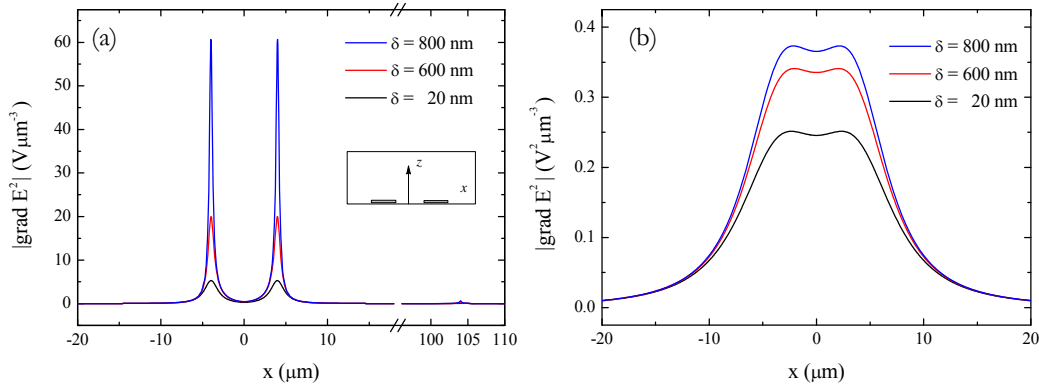 (a)
δ = 800 nm
δ = 600 nm
δ = 20 nm
|grad E²| (Vμm⁻³)
60
50
40
30
20
10
0
z
x
-20
-10
0
10
100
105
110
x (μm)
(b)
δ = 800 nm
δ = 600 nm
δ = 20 nm
|grad E²| (V²μm⁻³)
0.4
0.3
0.2
0.1
0.0
-20
-10
0
10
20
x (μm)